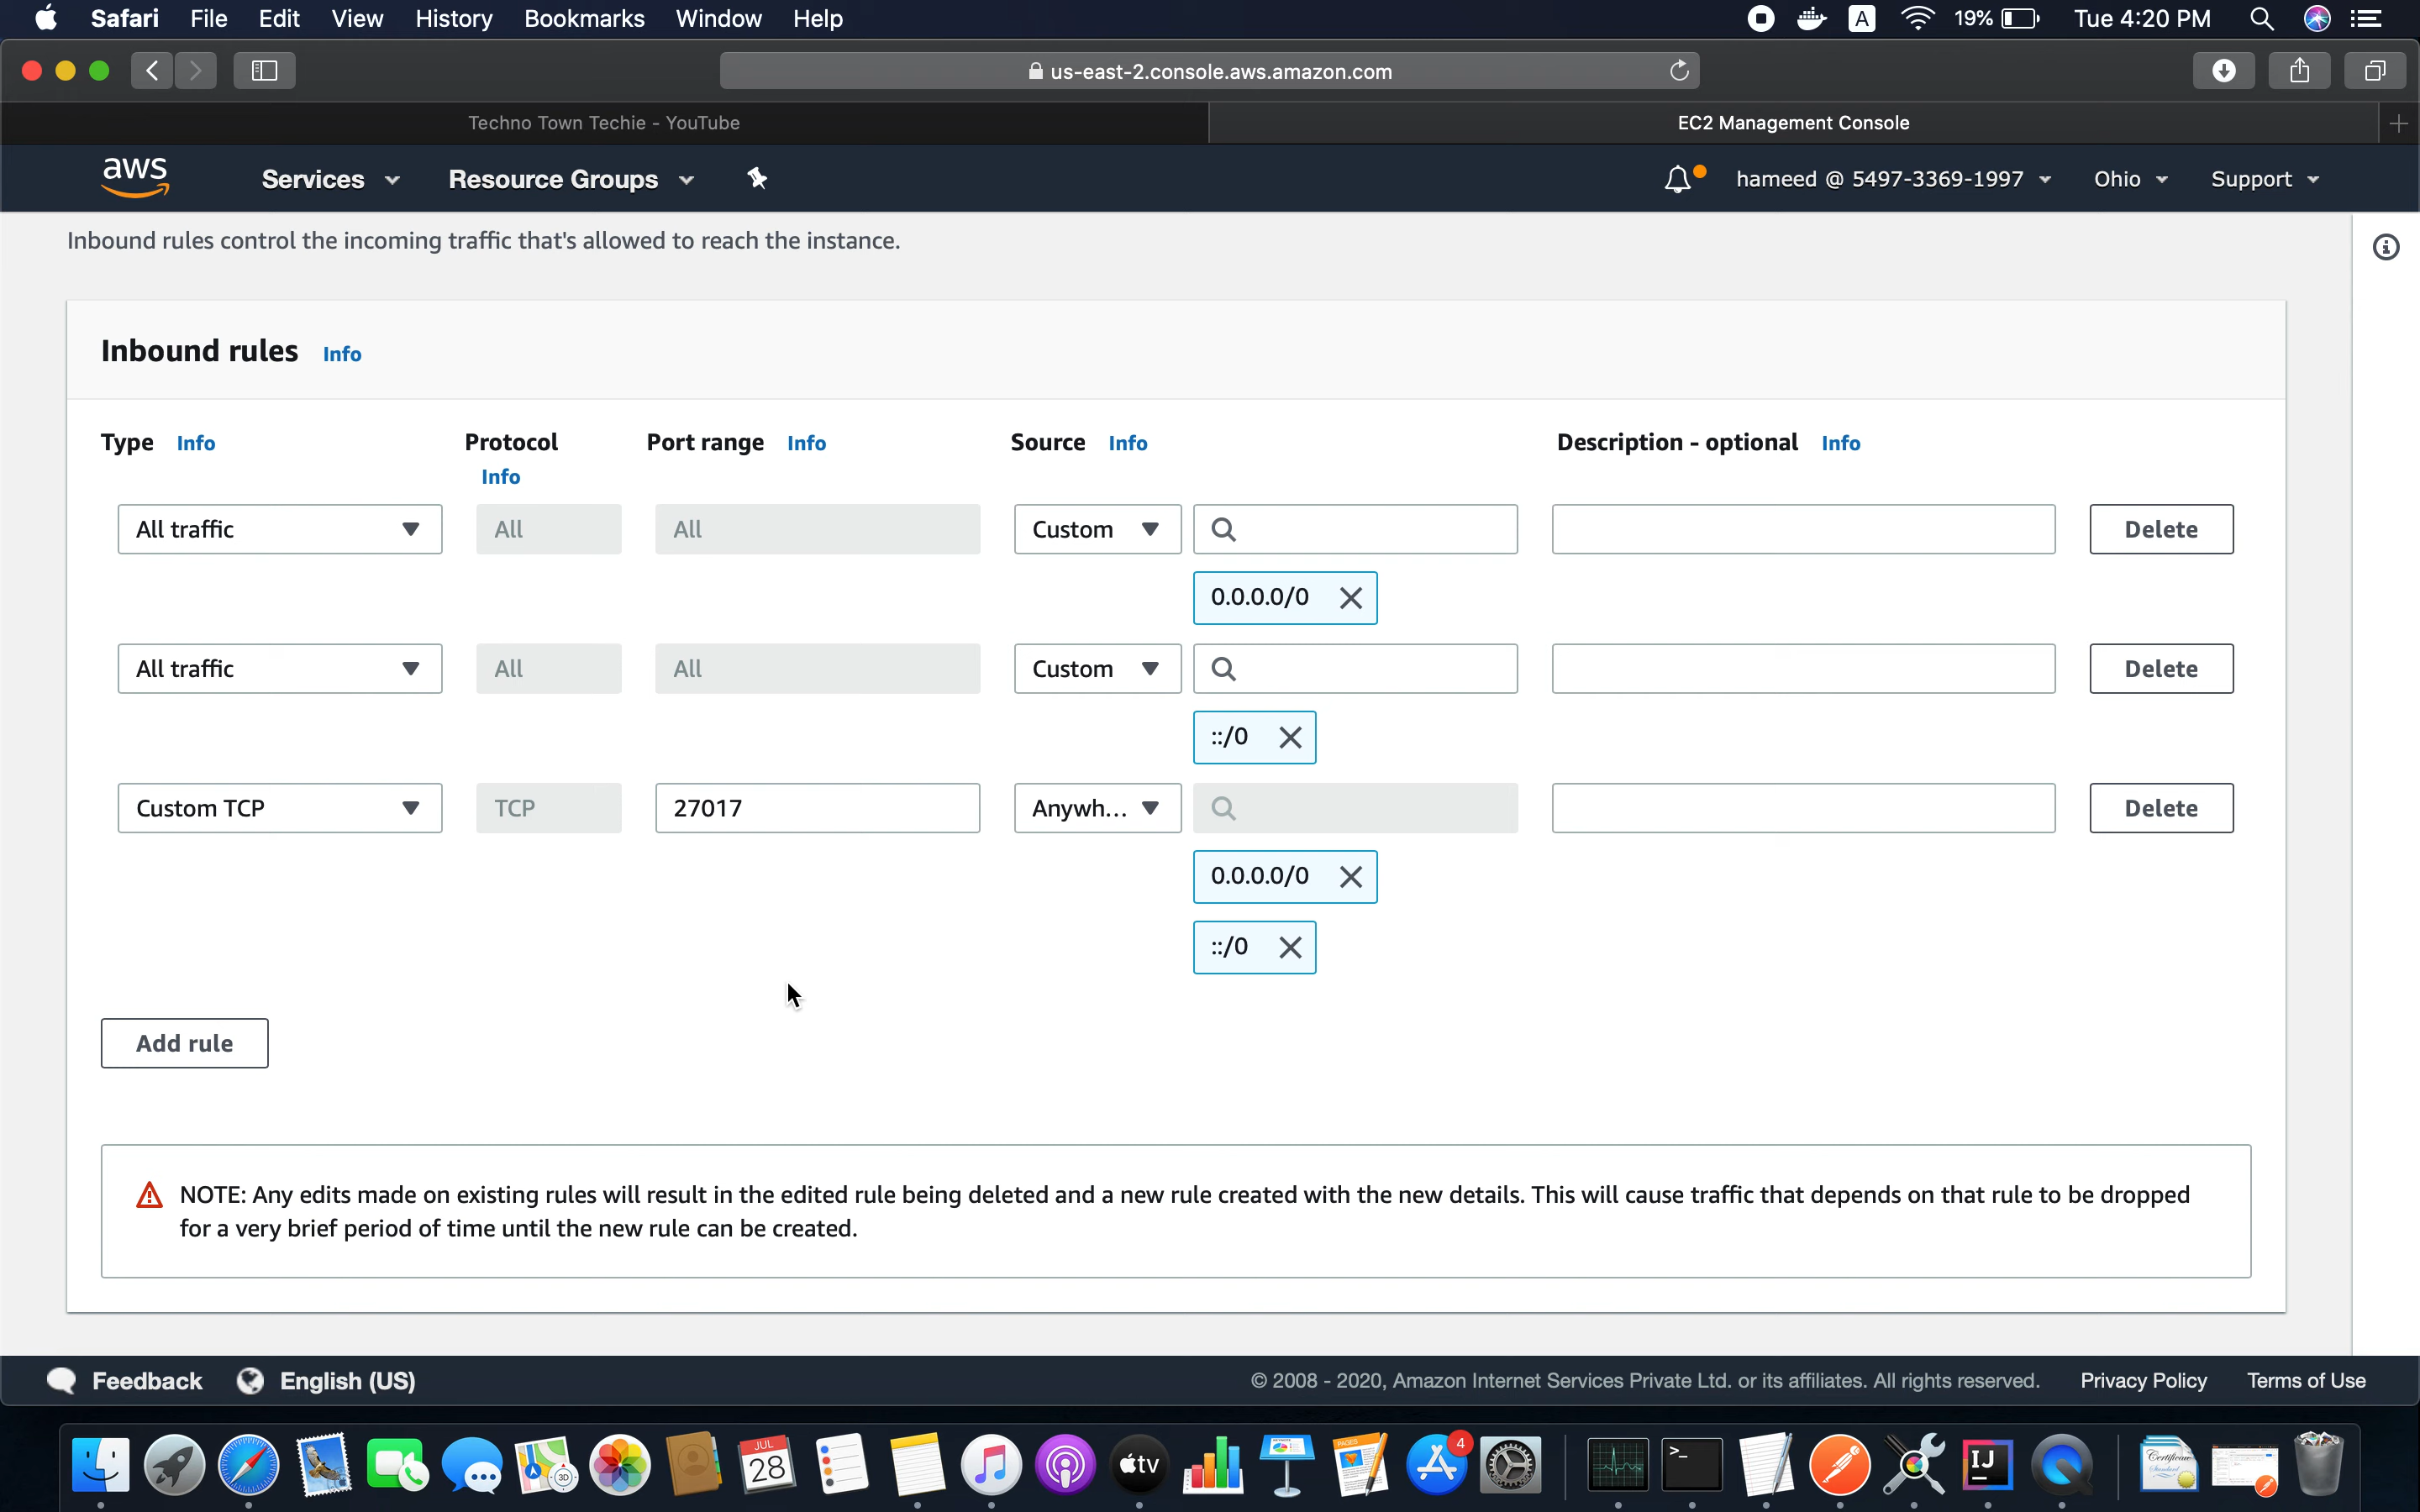 Safari File Edit View History Bookmarks Window Help A 19% Tue 4:20 PM
us-east-2.console.aws.amazon.com
Techno Town Techie - YouTube EC2 Management Console
aws Services Resource Groups hameed @ 5497-3369-1997 Ohio Support
Inbound rules control the incoming traffic that's allowed to reach the instance.
Inbound rules Info
Type Info Protocol Port range Info Source Info Description - optional Info
Info
All traffic All All Custom Delete
0.0.0.0/0
All traffic All All Custom Delete
::/0
Custom TCP TCP 27017 Anywh... Delete
0.0.0.0/0
::/0
Add rule
NOTE: Any edits made on existing rules will result in the edited rule being deleted and a new rule created with the new details. This will cause traffic that depends on that rule to be dropped
for a very brief period of time until the new rule can be created.
Feedback English (US) © 2008 - 2020, Amazon Internet Services Private Ltd. or its affiliates. All rights reserved. Privacy Policy Terms of Use
JUL
28
3D
tv
PAGES
4
>_
IJ